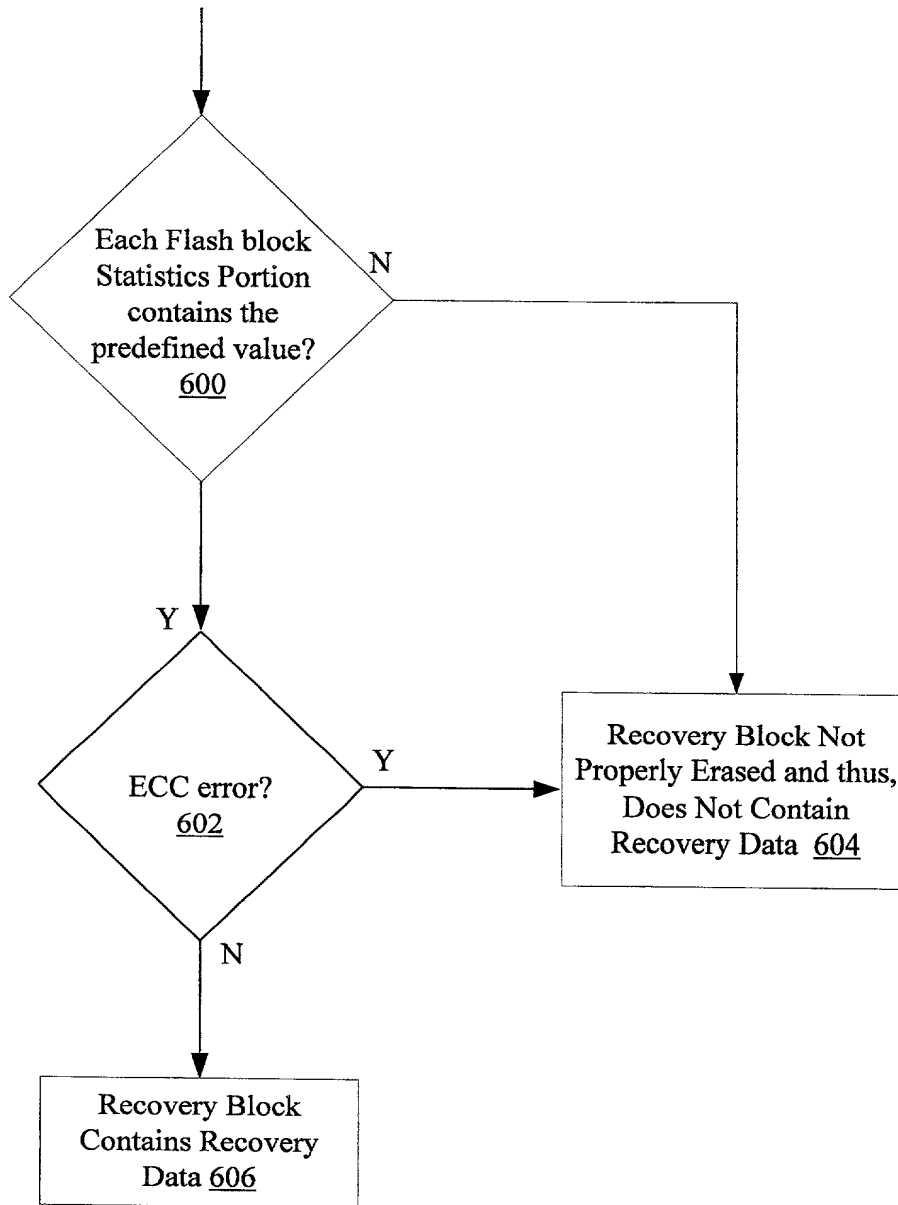 Each Flash block
Statistics Portion
contains the
predefined value?
600
N
Y
ECC error?
602
Y
N
Recovery Block Not
Properly Erased and thus,
Does Not Contain
Recovery Data 604
Recovery Block
Contains Recovery
Data 606